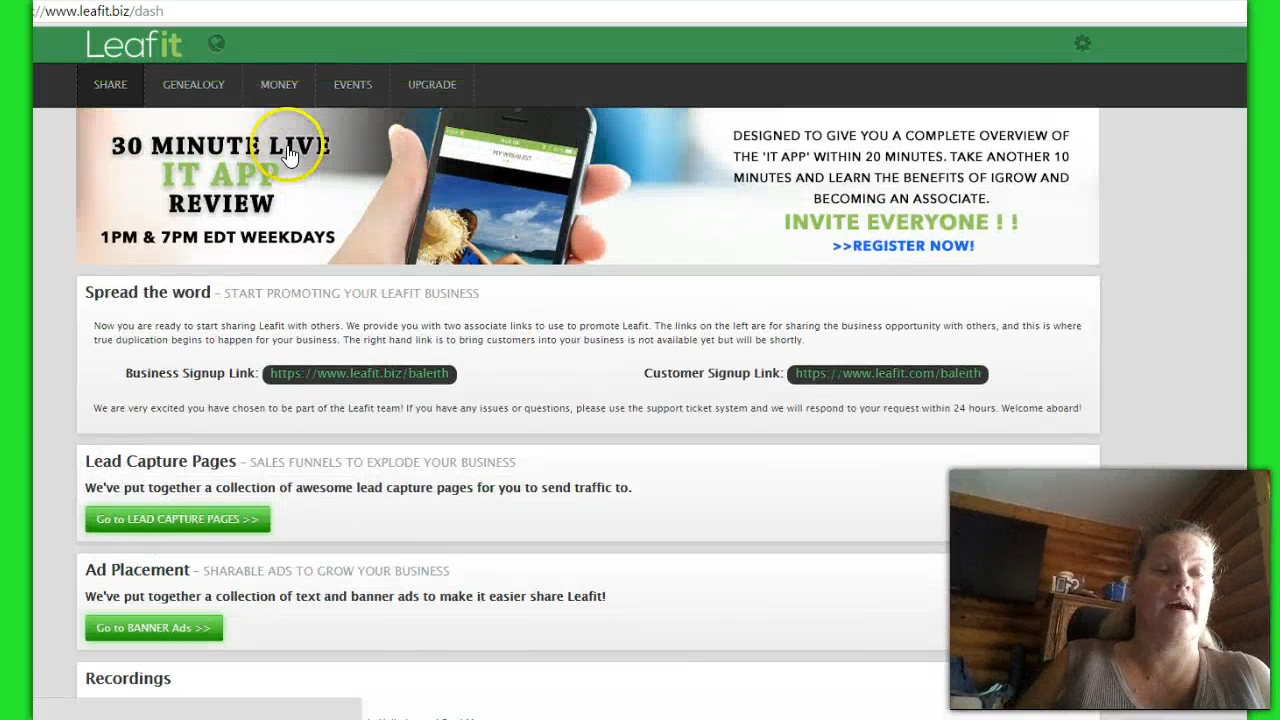 ://www.leafit.biz/dash
Leafit
SHARE GENEALOGY MONEY EVENTS UPGRADE
30 MINUTE LIVE
IT APP
REVIEW
1PM & 7PM EDT WEEKDAYS
MY WISHLIST
DESIGNED TO GIVE YOU A COMPLETE OVERVIEW OF
THE 'IT APP' WITHIN 20 MINUTES. TAKE ANOTHER 10
MINUTES AND LEARN THE BENEFITS OF IGROW AND
BECOMING AN ASSOCIATE.
INVITE EVERYONE ! !
>>REGISTER NOW!
Spread the word – START PROMOTING YOUR LEAFIT BUSINESS
Now you are ready to start sharing Leafit with others. We provide you with two associate links to use to promote Leafit. The links on the left are for sharing the business opportunity with others, and this is where
true duplication begins to happen for your business. The right hand link is to bring customers into your business is not available yet but will be shortly.
Business Signup Link: https://www.leafit.biz/baleith Customer Signup Link: https://www.leafit.com/baleith
We are very excited you have chosen to be part of the Leafit team! If you have any issues or questions, please use the support ticket system and we will respond to your request within 24 hours. Welcome aboard!
Lead Capture Pages – SALES FUNNELS TO EXPLODE YOUR BUSINESS
We've put together a collection of awesome lead capture pages for you to send traffic to.
Go to LEAD CAPTURE PAGES >>
Ad Placement – SHARABLE ADS TO GROW YOUR BUSINESS
We've put together a collection of text and banner ads to make it easier share Leafit!
Go to BANNER Ads >>
Recordings